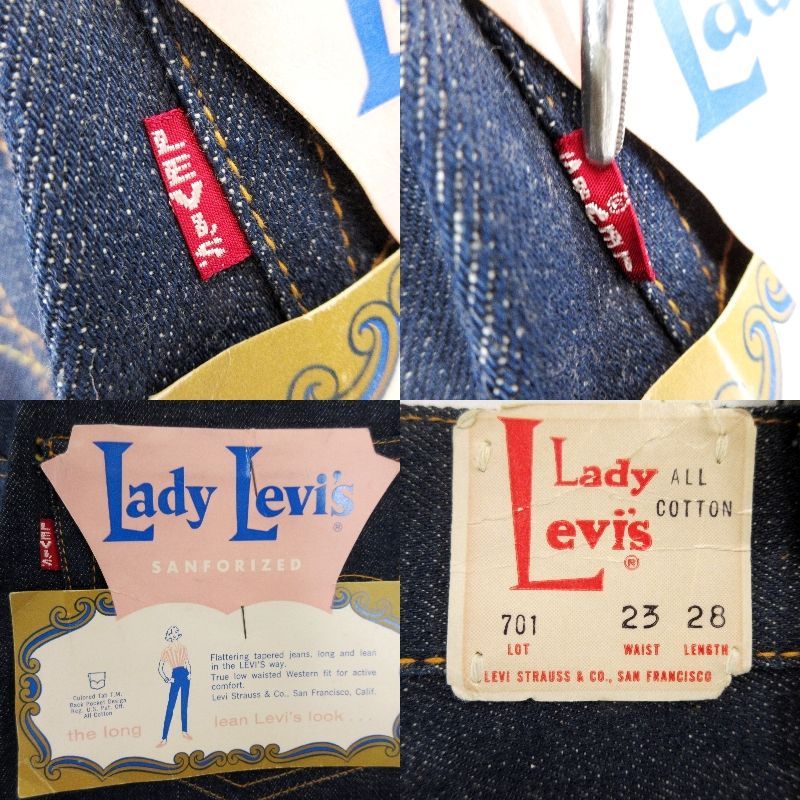 LEVI'S
Lad
LEVI'S
®
Lady Levi's
®
SANFORIZED
LEVI'S
Flattering tapered jeans, long and lean
in the LEVI'S way.
True low waisted Western fit for active
comfort.
Levi Strauss & Co., San Francisco, Calif.
Colored Tab T.M.
Back Pocket Design
Reg. U.S. Pat. Off.
All Cotton
the long lean Levi's look...
Lady
Levi's
®
ALL
COTTON
701 23 28
LOT WAIST LENGTH
LEVI STRAUSS & CO., SAN FRANCISCO